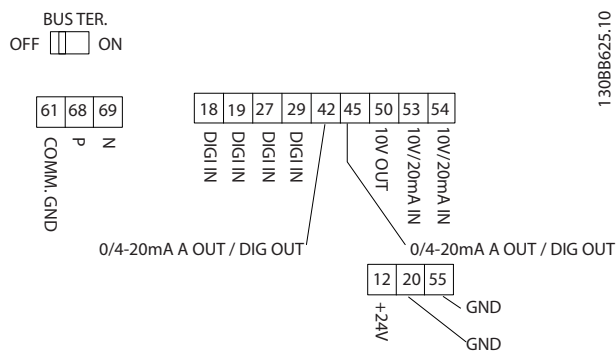 BUS TER.
OFF ON
130BB625.10
61 68 69
COMM. GND
P
N
18 19 27 29 42 45 50 53 54
DIGI IN
DIGI IN
DIGI IN
DIGI IN
10V OUT
10V/20mA IN
10V/20mA IN
0/4-20mA A OUT / DIG OUT
0/4-20mA A OUT / DIG OUT
12 20 55
+24V
GND
GND